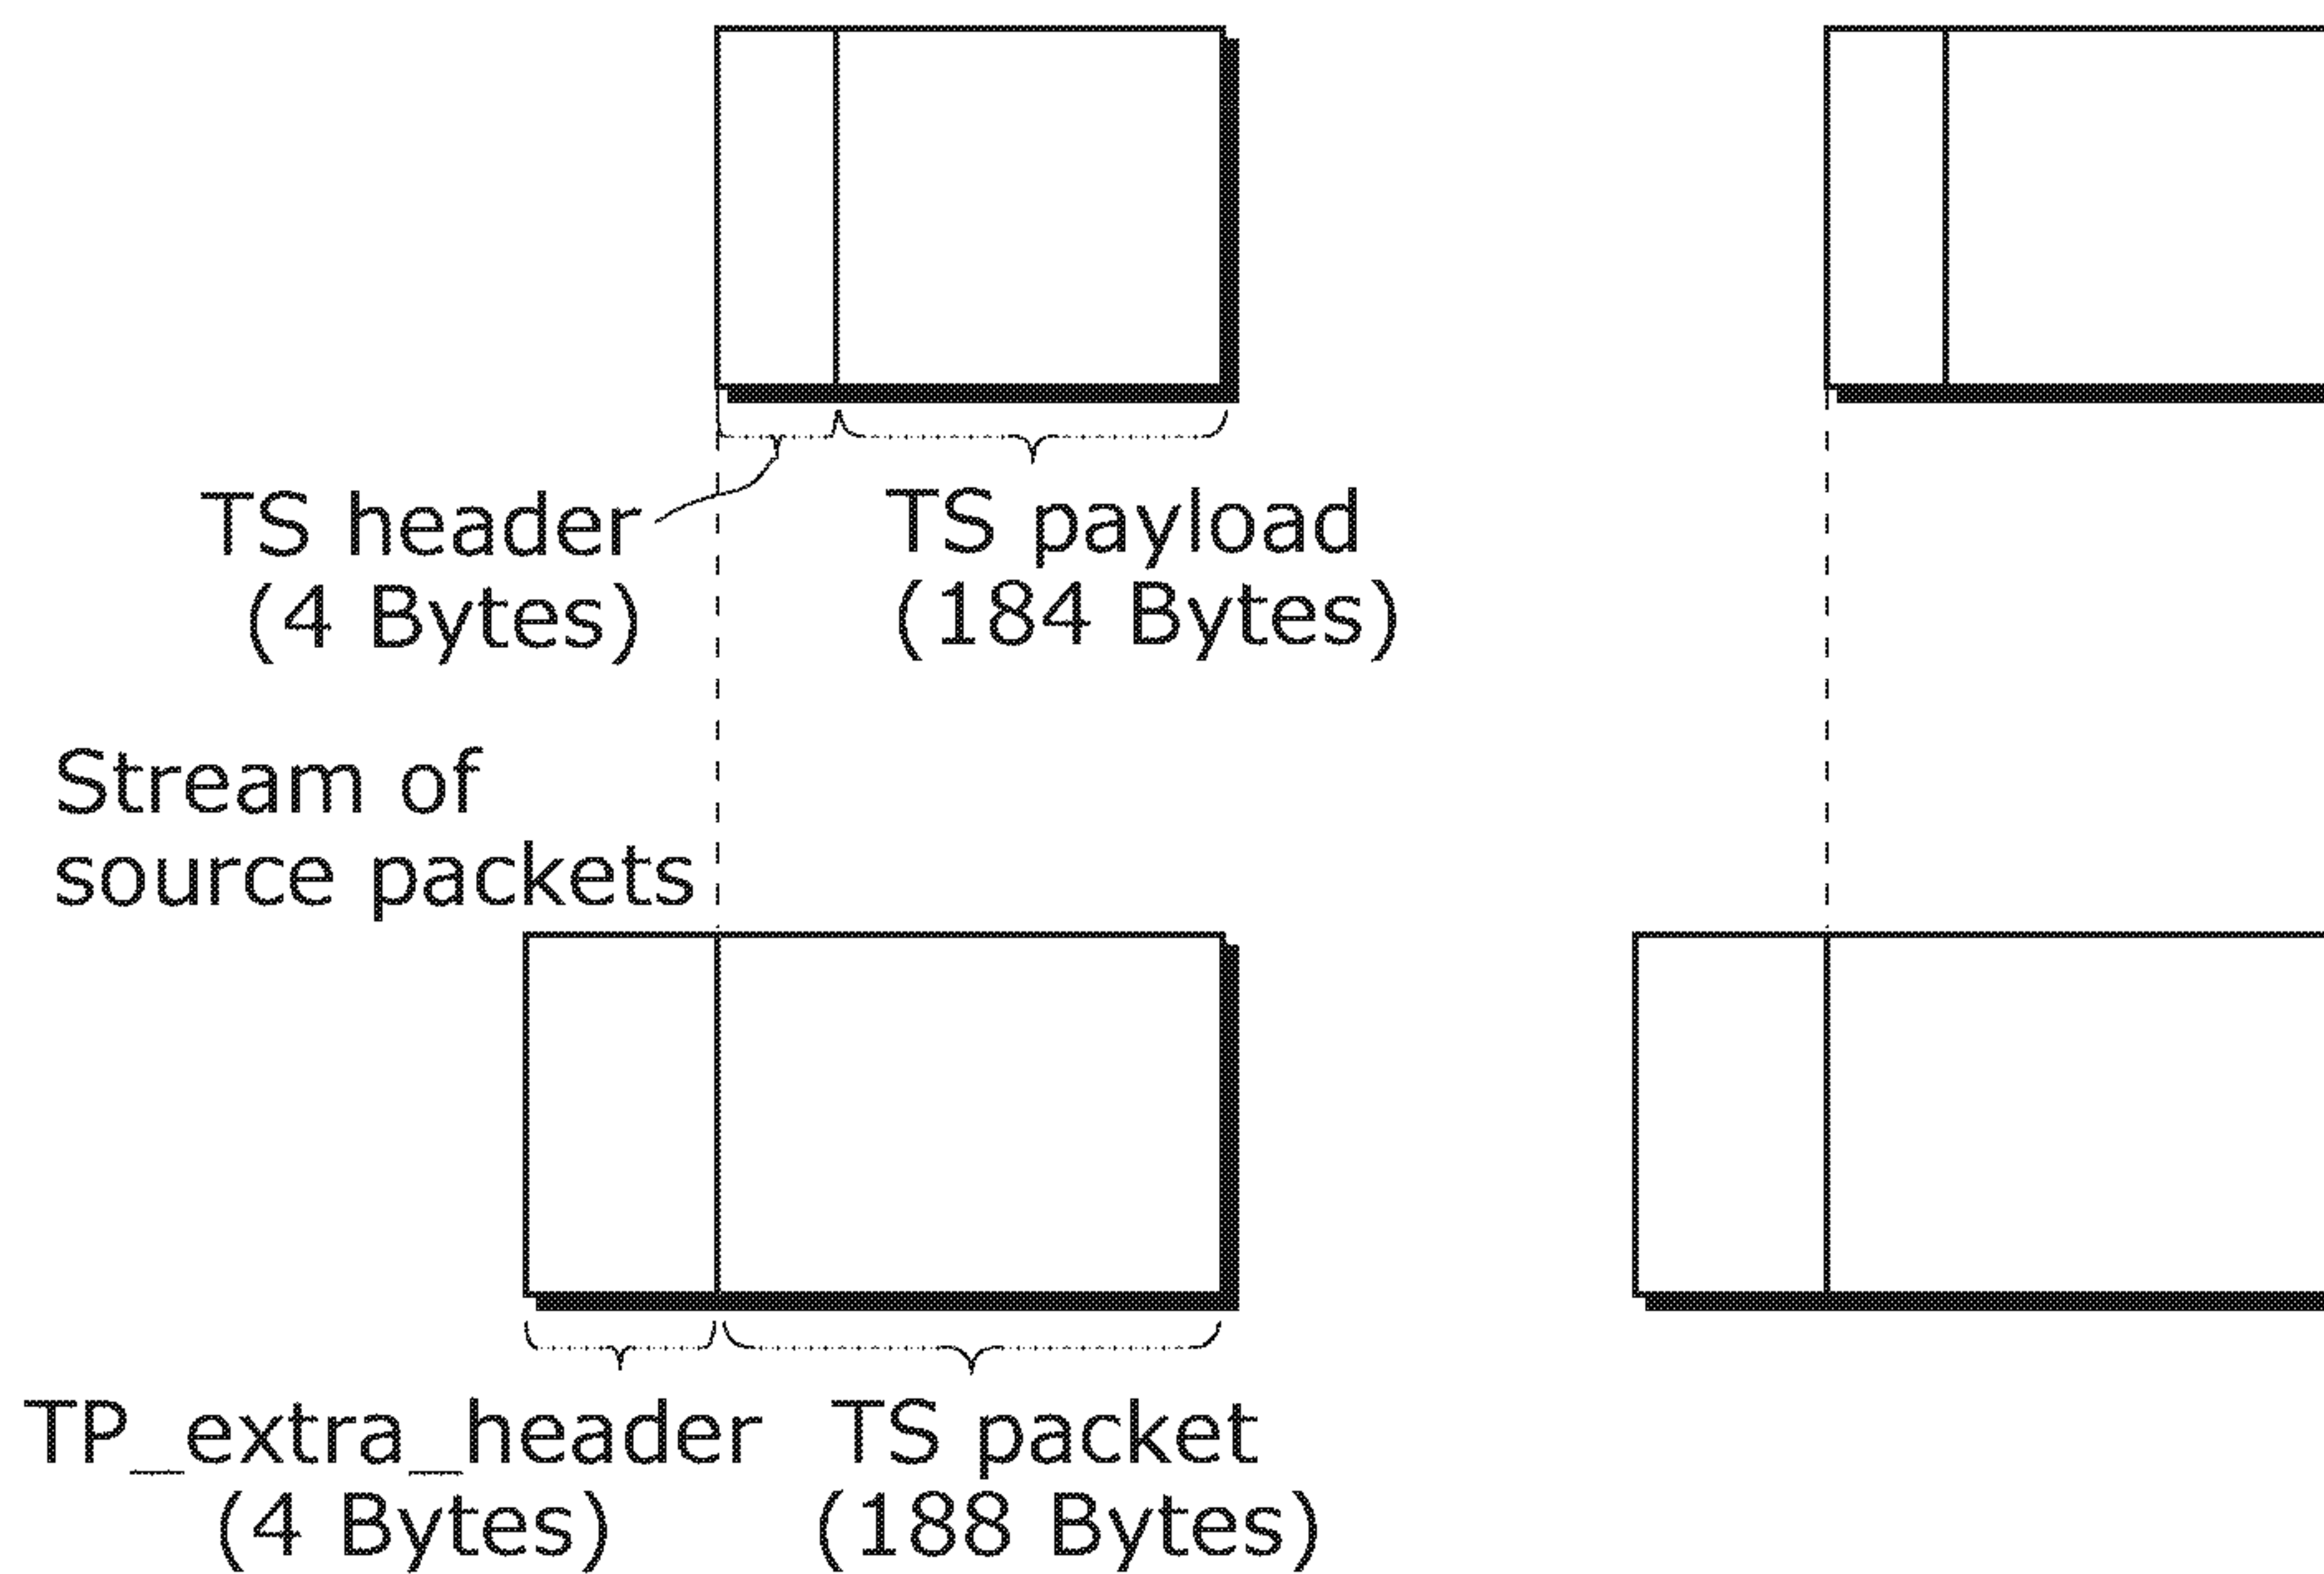 TS header
(4 Bytes)
TS payload
(184 Bytes)
Stream of
source packets
TP_extra_header
(4 Bytes)
TS packet
(188 Bytes)